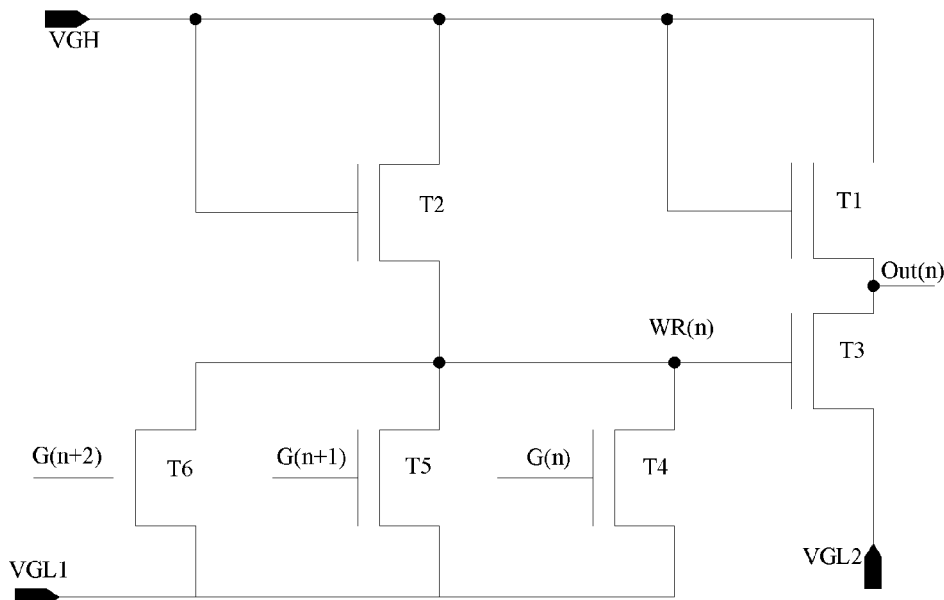 VGH
T2
T1
Out(n)
WR(n)
T3
G(n+2)
T6
G(n+1)
T5
G(n)
T4
VGL1
VGL2